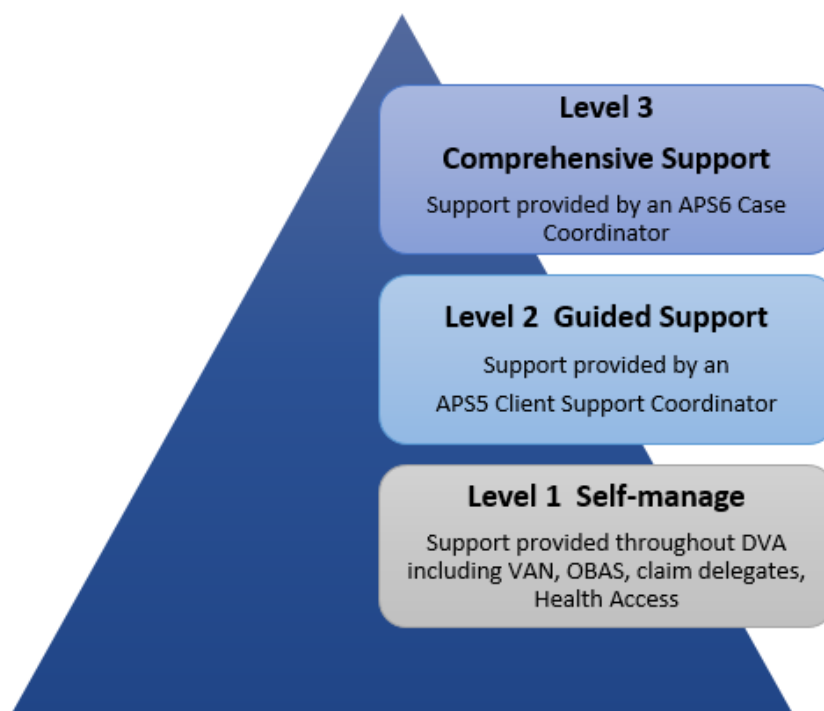 Level 3
Comprehensive Support
Support provided by an APS6 Case
Coordinator
Level 2  Guided Support
Support provided by an
APS5 Client Support Coordinator
Level 1  Self-manage
Support provided throughout DVA
including VAN, OBAS, claim delegates,
Health Access